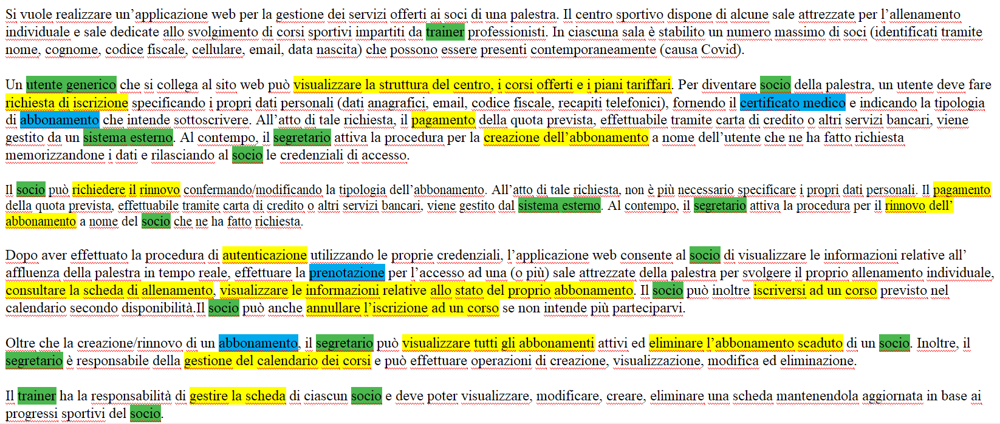 Si vuole realizzare un’applicazione web per la gestione dei servizi offerti ai soci di una palestra. Il centro sportivo dispone di alcune sale attrezzate per l’allenamento
individuale e sale dedicate allo svolgimento di corsi sportivi impartiti da trainer professionisti. In ciascuna sala è stabilito un numero massimo di soci (identificati tramite
nome, cognome, codice fiscale, cellulare, email, data nascita) che possono essere presenti contemporaneamente (causa Covid).
Un utente generico che si collega al sito web può visualizzare la struttura del centro, i corsi offerti e i piani tariffari. Per diventare socio della palestra, un utente deve fare
richiesta di iscrizione specificando i propri dati personali (dati anagrafici, email, codice fiscale, recapiti telefonici), fornendo il certificato medico e indicando la tipologia
di abbonamento che intende sottoscrivere. All’atto di tale richiesta, il pagamento della quota prevista, effettuabile tramite carta di credito o altri servizi bancari, viene
gestito da un sistema esterno. Al contempo, il segretario attiva la procedura per la creazione dell’abbonamento a nome dell’utente che ne ha fatto richiesta
memorizzandone i dati e rilasciando al socio le credenziali di accesso.
Il socio può richiedere il rinnovo confermando/modificando la tipologia dell’abbonamento. All’atto di tale richiesta, non è più necessario specificare i propri dati personali. Il pagamento
della quota prevista, effettuabile tramite carta di credito o altri servizi bancari, viene gestito dal sistema esterno. Al contempo, il segretario attiva la procedura per il rinnovo dell’
abbonamento a nome del socio che ne ha fatto richiesta.
Dopo aver effettuato la procedura di autenticazione utilizzando le proprie credenziali, l’applicazione web consente al socio di visualizzare le informazioni relative all’
affluenza della palestra in tempo reale, effettuare la prenotazione per l’accesso ad una (o più) sale attrezzate della palestra per svolgere il proprio allenamento individuale,
consultare la scheda di allenamento, visualizzare le informazioni relative allo stato del proprio abbonamento. Il socio può inoltre iscriversi ad un corso previsto nel
calendario secondo disponibilità.Il socio può anche annullare l’iscrizione ad un corso se non intende più parteciparvi.
Oltre che la creazione/rinnovo di un abbonamento, il segretario può visualizzare tutti gli abbonamenti attivi ed eliminare l’abbonamento scaduto di un socio. Inoltre, il
segretario è responsabile della gestione del calendario dei corsi e può effettuare operazioni di creazione, visualizzazione, modifica ed eliminazione.
Il trainer ha la responsabilità di gestire la scheda di ciascun socio e deve poter visualizzare, modificare, creare, eliminare una scheda mantenendola aggiornata in base ai
progressi sportivi del socio.